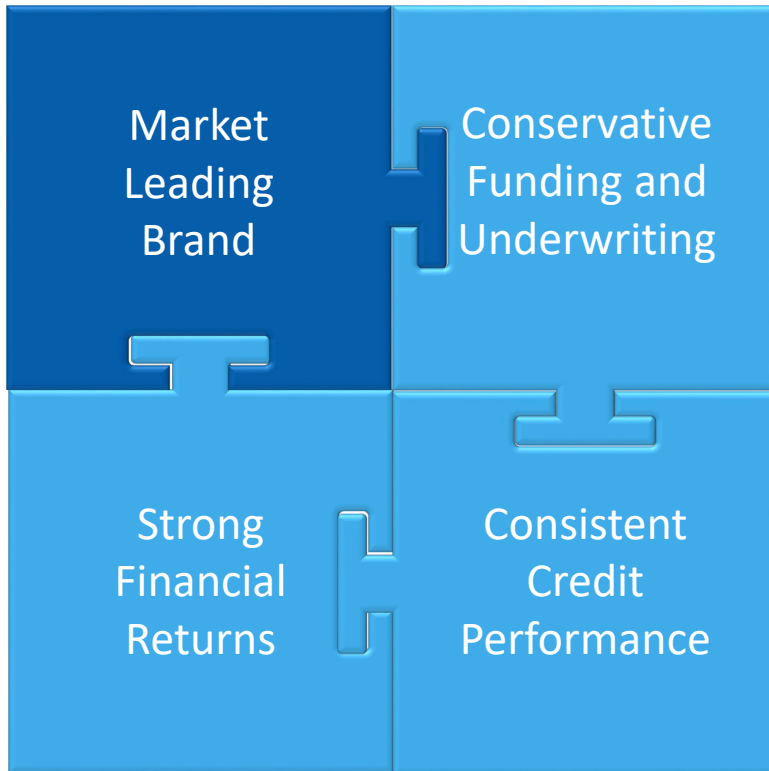 Market
Leading
Brand
Conservative
Funding and
Underwriting
Strong
Financial
Returns
Consistent
Credit
Performance